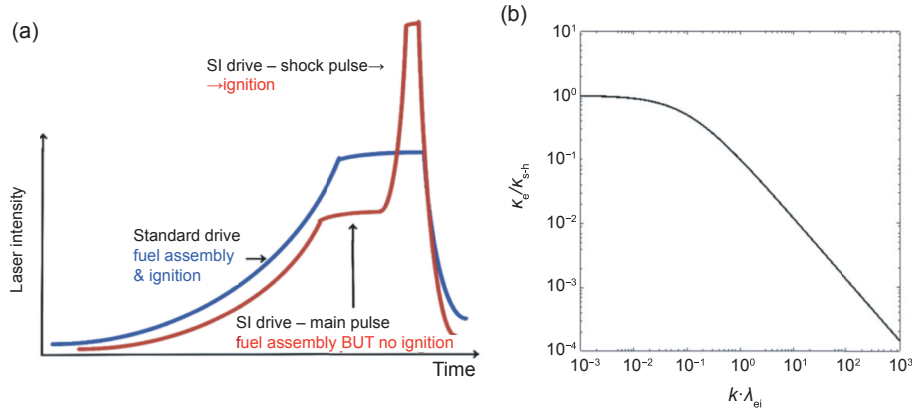 (a)
SI drive – shock pulse→
→ignition
Standard drive →
fuel assembly
& ignition
SI drive – main pulse
fuel assembly BUT no ignition
Laser intensity
Time
(b)
10¹
10⁰
10⁻¹
10⁻²
10⁻³
10⁻⁴
κₑ/κₛ₋ₕ
10⁻³ 10⁻² 10⁻¹ 10⁰ 10¹ 10² 10³
k·λₑᵢ